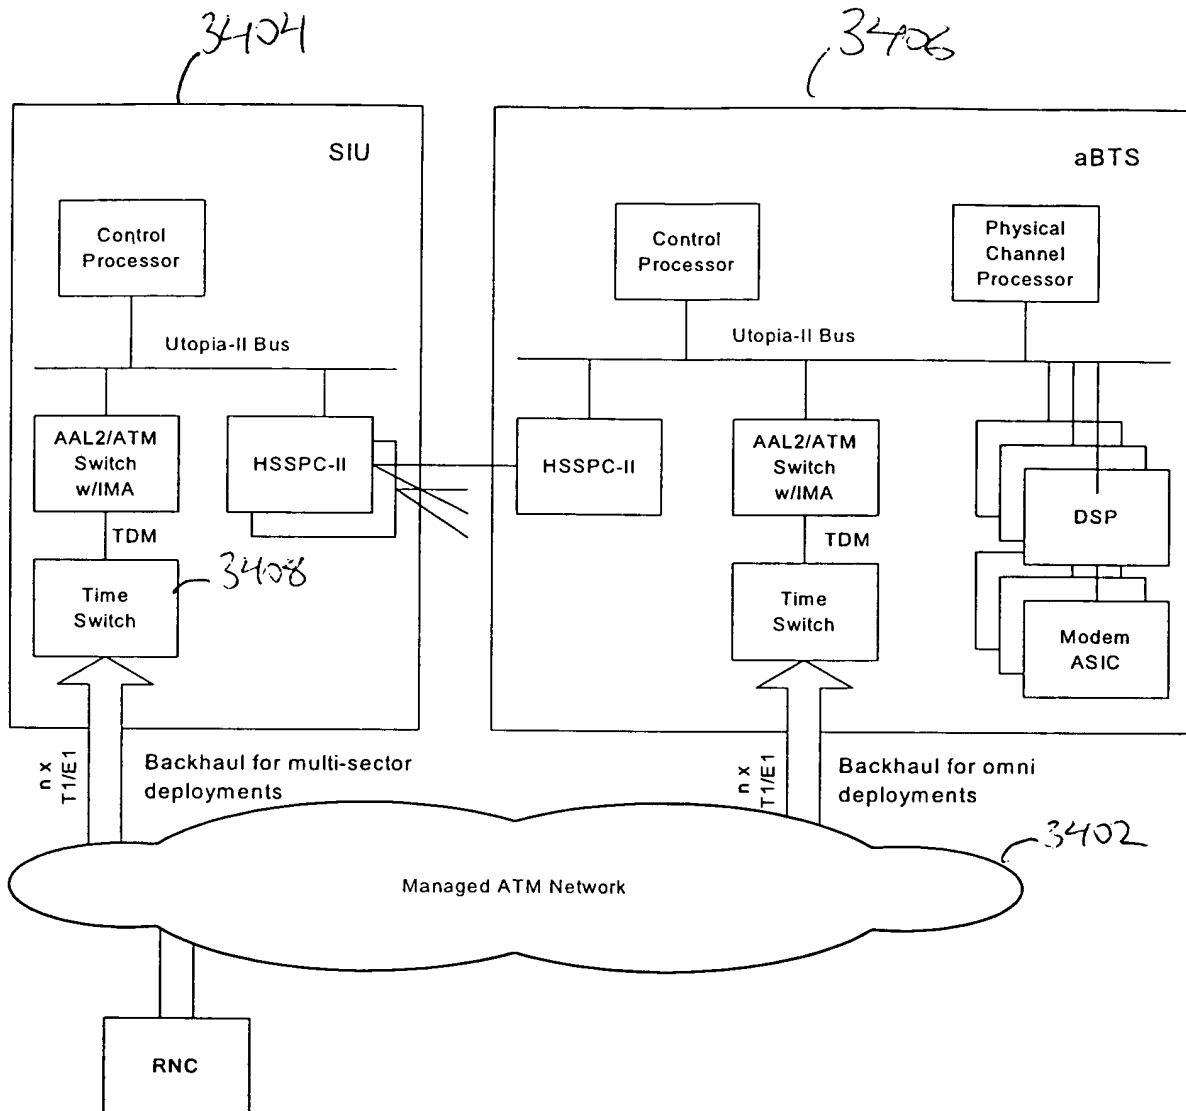 3404
3406
SIU
aBTS
Control
Processor
Control
Processor
Physical
Channel
Processor
Utopia-II Bus
Utopia-II Bus
AAL2/ATM
Switch
w/IMA
HSSPC-II
HSSPC-II
AAL2/ATM
Switch
w/IMA
DSP
TDM
TDM
3408
Time
Switch
Time
Switch
Modem
ASIC
n x
T1/E1
Backhaul for multi-sector
deployments
n x
T1/E1
Backhaul for omni
deployments
3402
Managed ATM Network
RNC